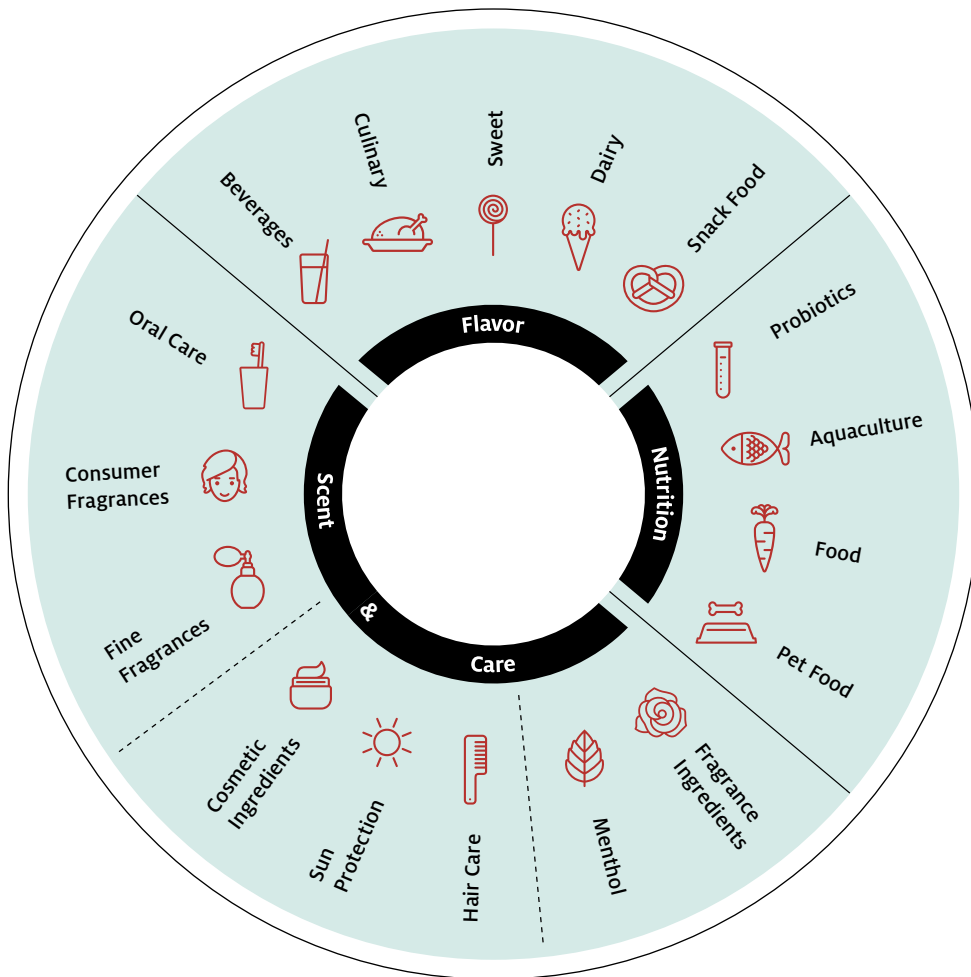 Beverages
Culinary
Sweet
Dairy
Snack Food
Probiotics
Aquaculture
Food
Pet Food
Fragrance
Ingredients
Menthol
Hair Care
Sun
Protection
Cosmetic
Ingredients
Fine
Fragrances
Consumer
Fragrances
Oral Care
Flavor
Nutrition
Scent
&
Care